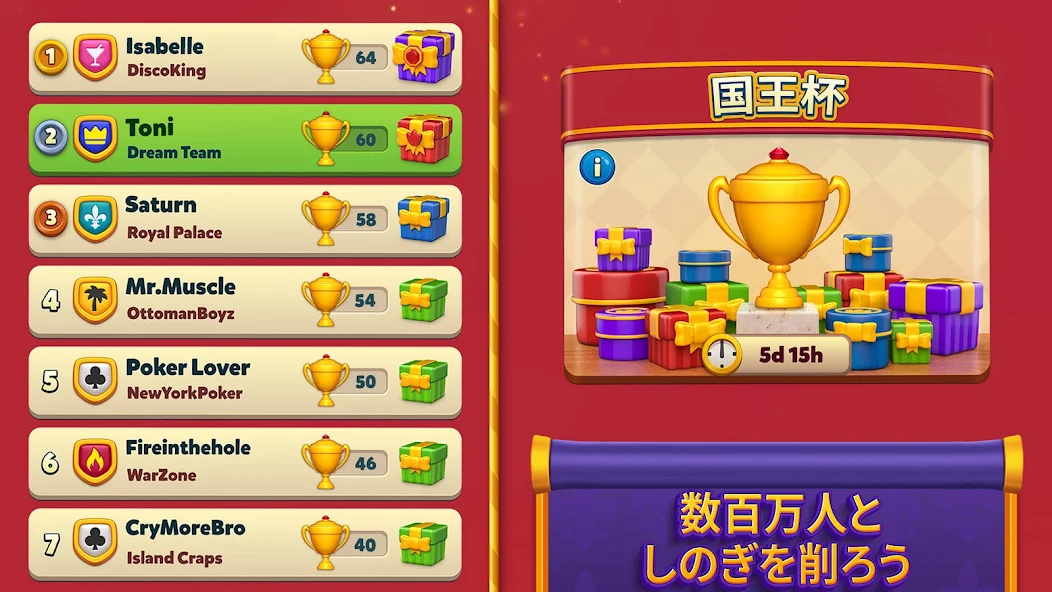 1
Isabelle
DiscoKing
64
2
Toni
Dream Team
60
3
Saturn
Royal Palace
58
4
Mr.Muscle
OttomanBoyz
54
5
Poker Lover
NewYorkPoker
50
6
Fireinthehole
WarZone
46
7
CryMoreBro
Island Craps
40
国王杯
i
5d 15h
数百万人と
しのぎを削ろう